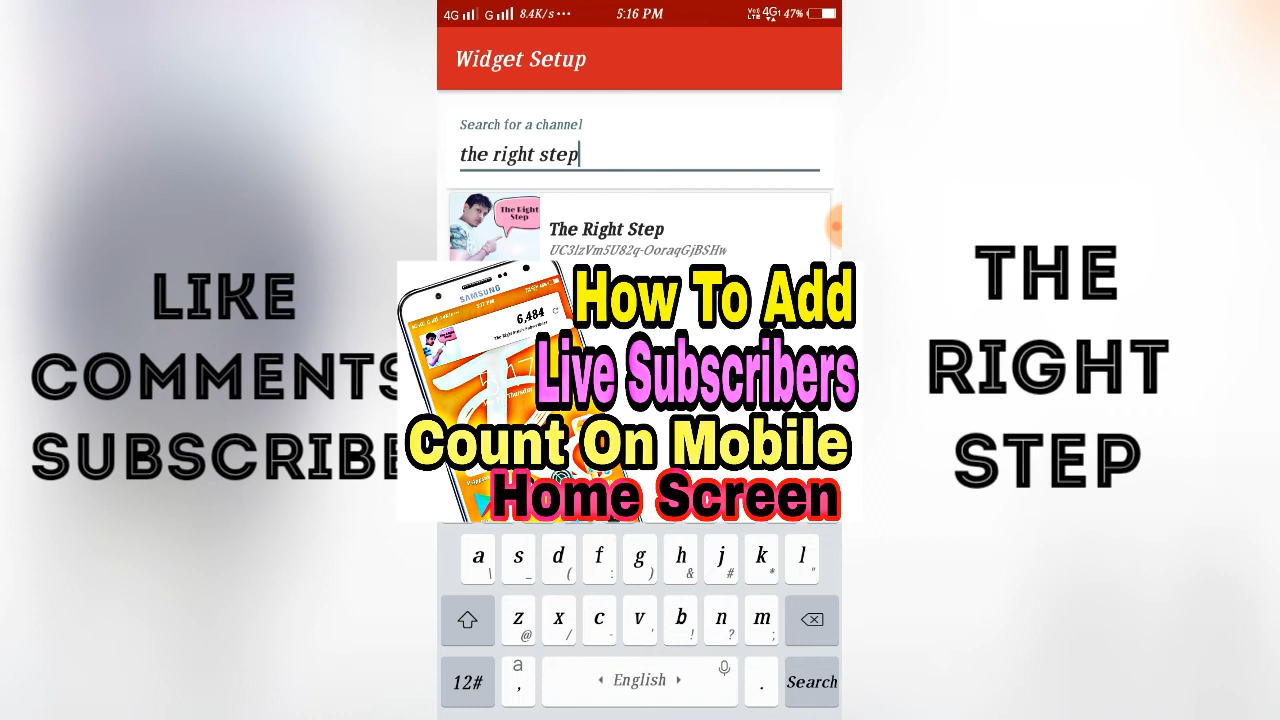 4G G 8.4K/s ••• 5:16 PM VoLTE 4G 47%
Widget Setup
Search for a channel
the right step
The Right
Step
The Right Step
UC3lzVm5U82q-OoraqGjBSHw
LIKE
COMMENTS
SUBSCRIBE
SAMSUNG
6,484
How To Add
Live Subscribers
Count On Mobile
Home Screen
THE
RIGHT
STEP
a s d f g h j k l
\ _ ( : ) & # * "
z x c v b n m
@ / - ' ! ? ;
12# a , English . Search